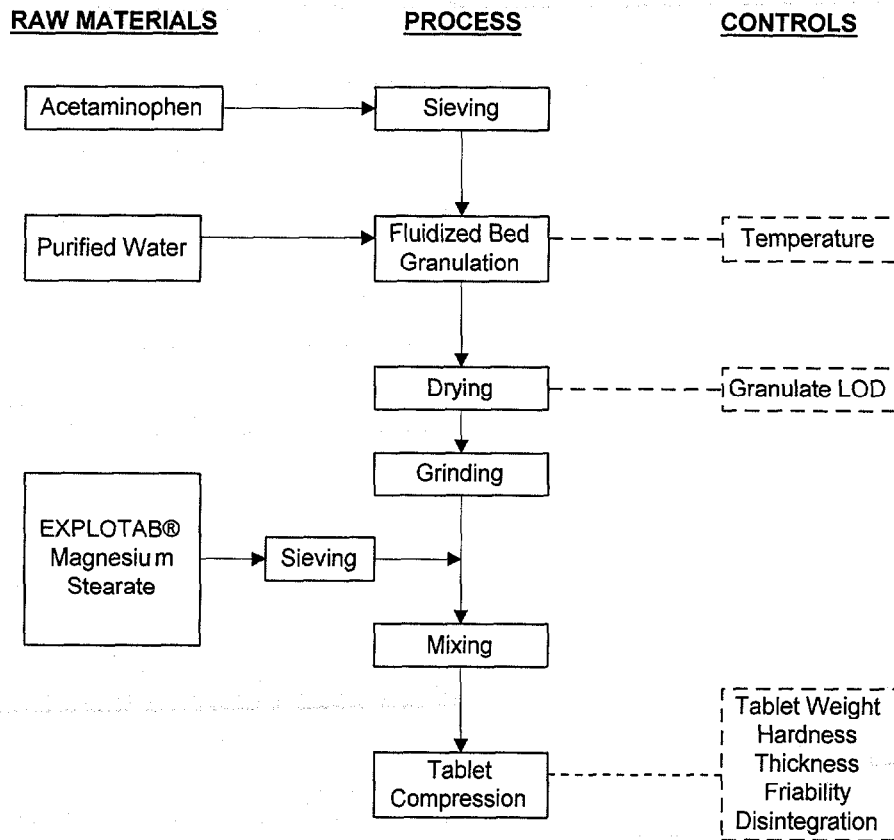 RAW MATERIALS
PROCESS
CONTROLS
Acetaminophen
Sieving
Purified Water
Fluidized Bed
Granulation
Temperature
Drying
Granulate LOD
Grinding
EXPLOTAB®
Magnesium
Stearate
Sieving
Mixing
Tablet
Compression
Tablet Weight
Hardness
Thickness
Friability
Disintegration